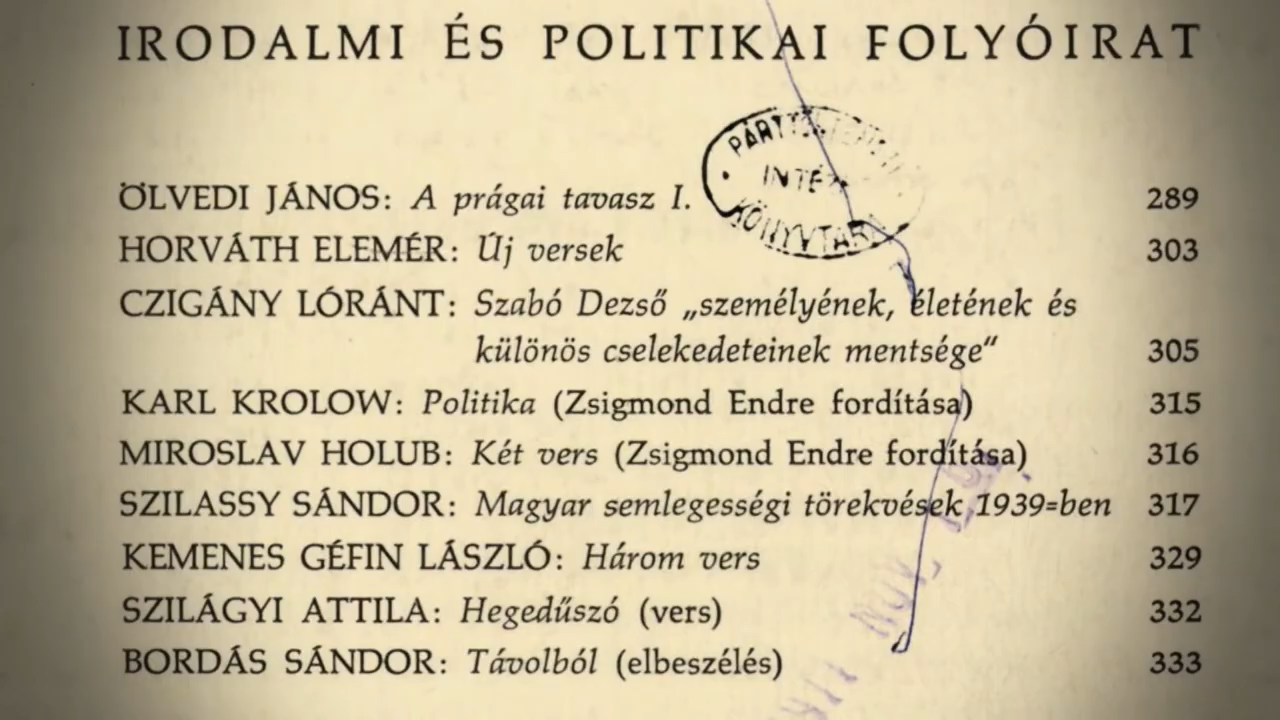 IRODALMI ÉS POLITIKAI FOLYÓIRAT
INTÉZ
KÖNYVTÁRA
ÖLVEDI JÁNOS: A prágai tavasz I. 289
HORVÁTH ELEMÉR: Új versek 303
CZIGÁNY LÓRÁNT: Szabó Dezső „személyének, életének és
különös cselekedeteinek mentsége“ 305
KARL KROLOW: Politika (Zsigmond Endre fordítása) 315
MIROSLAV HOLUB: Két vers (Zsigmond Endre fordítása) 316
SZILASSY SÁNDOR: Magyar semlegességi törekvések 1939=ben 317
KEMENES GÉFIN LÁSZLÓ: Három vers 329
SZILÁGYI ATTILA: Hegedűszó (vers) 332
BORDÁS SÁNDOR: Távolból (elbeszélés) 333